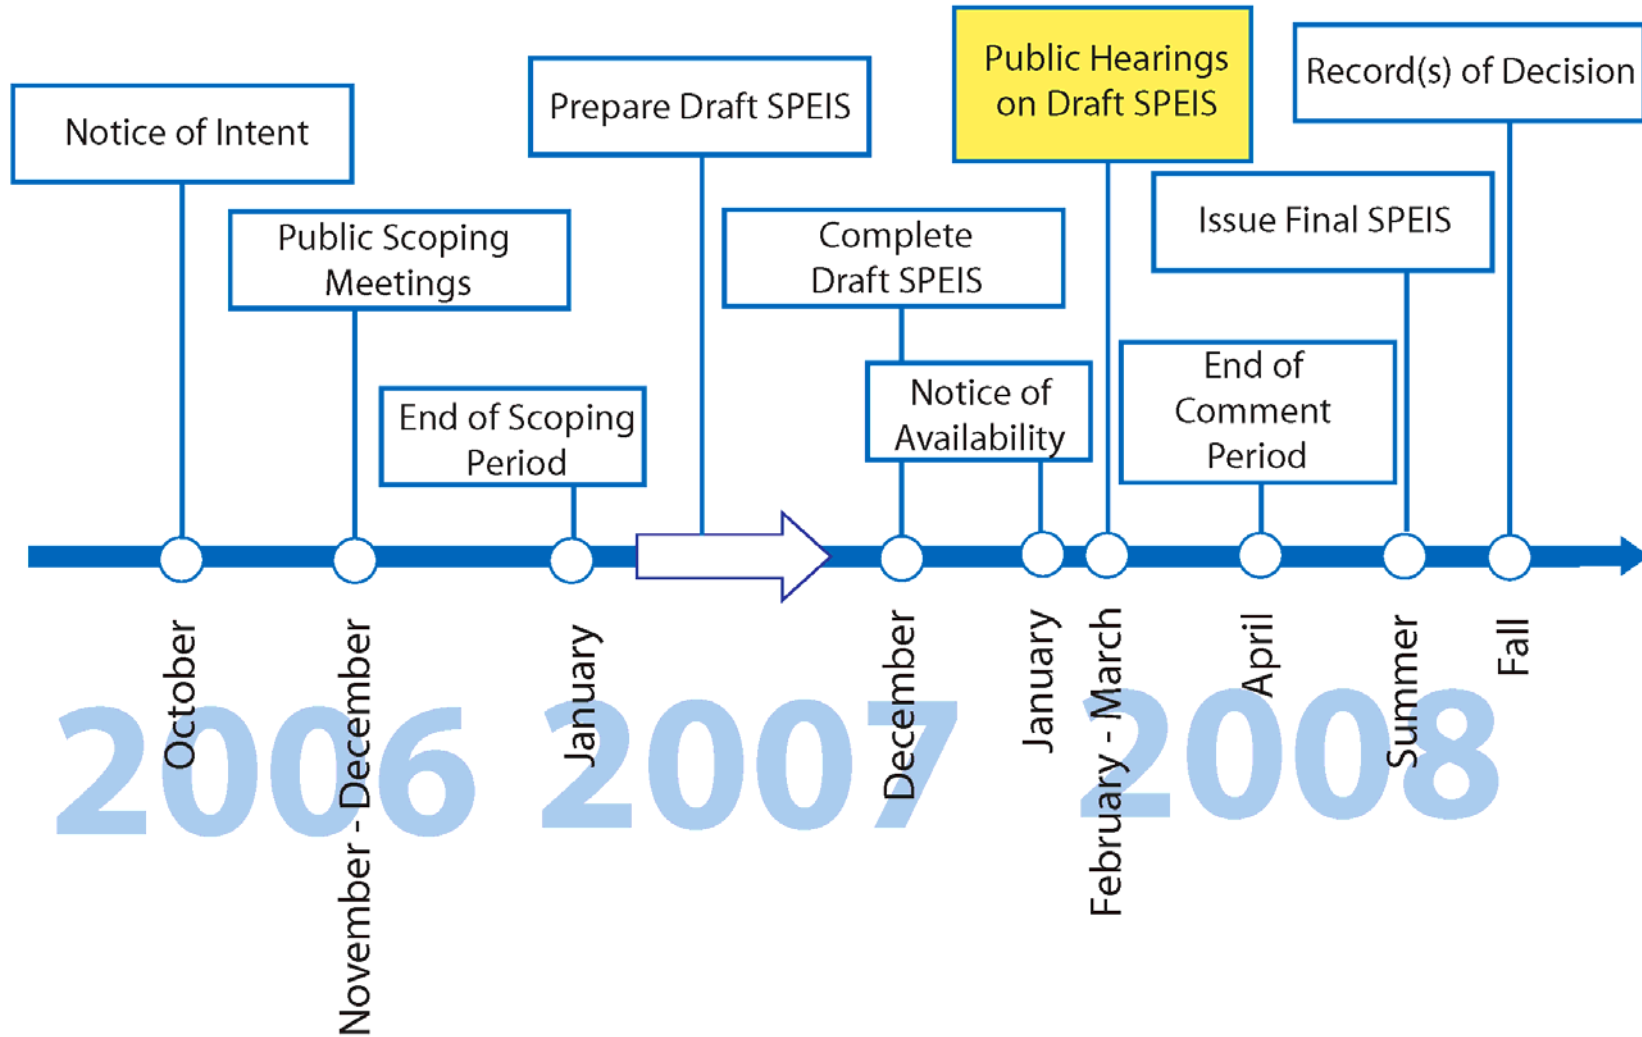 Notice of Intent
Public Scoping
Meetings
End of Scoping
Period
Prepare Draft SPEIS
Complete
Draft SPEIS
Notice of
Availability
Public Hearings
on Draft SPEIS
End of
Comment
Period
Issue Final SPEIS
Record(s) of Decision
October
November - December
January
December
January
February - March
April
Summer
Fall
2006
2007
2008